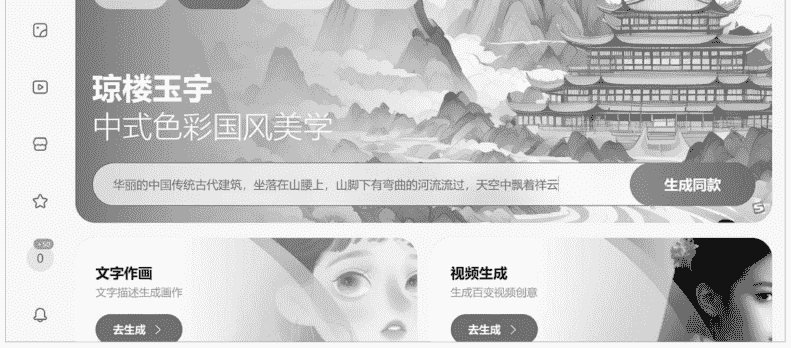 琼楼玉宇
中式色彩国风美学
华丽的中国传统古代建筑，坐落在山腰上，山脚下有弯曲的河流流过，天空中飘着祥云
生成同款
+50
0
文字作画
文字描述生成画作
去生成
视频生成
生成百变视频创意
去生成